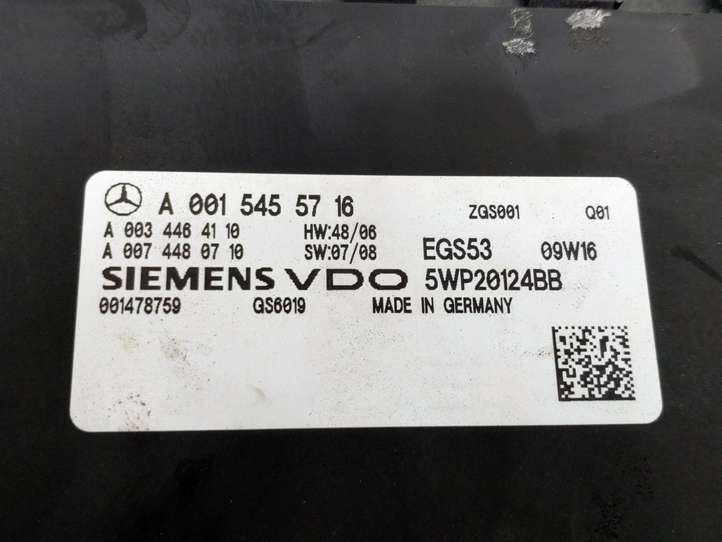 A 001 545 57 16 ZGS001 Q01
A 003 446 41 10 HW:48/06
A 007 448 07 10 SW:07/08 EGS53 09W16
SIEMENS VDO 5WP20124BB
001478759 GS6019 MADE IN GERMANY